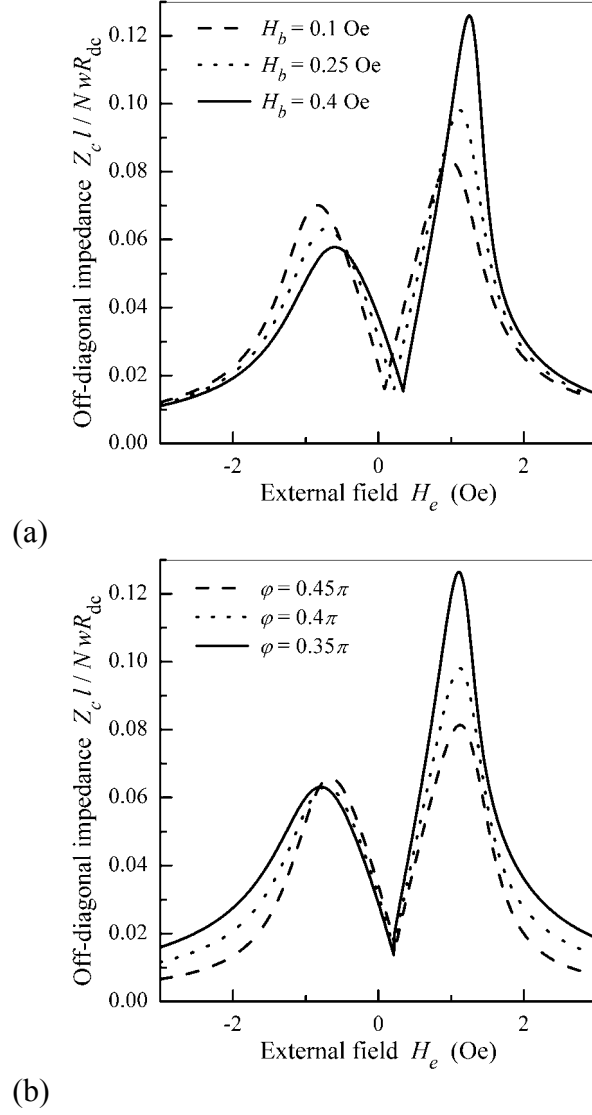 0.12
0.10
0.08
0.06
0.04
0.02
0.00
Off-diagonal impedance Z_c l / N w R_dc
H_b = 0.1 Oe
H_b = 0.25 Oe
H_b = 0.4 Oe
-2 0 2
External field H_e (Oe)
(a)
0.12
0.10
0.08
0.06
0.04
0.02
0.00
Off-diagonal impedance Z_c l / N w R_dc
φ = 0.45π
φ = 0.4π
φ = 0.35π
-2 0 2
External field H_e (Oe)
(b)